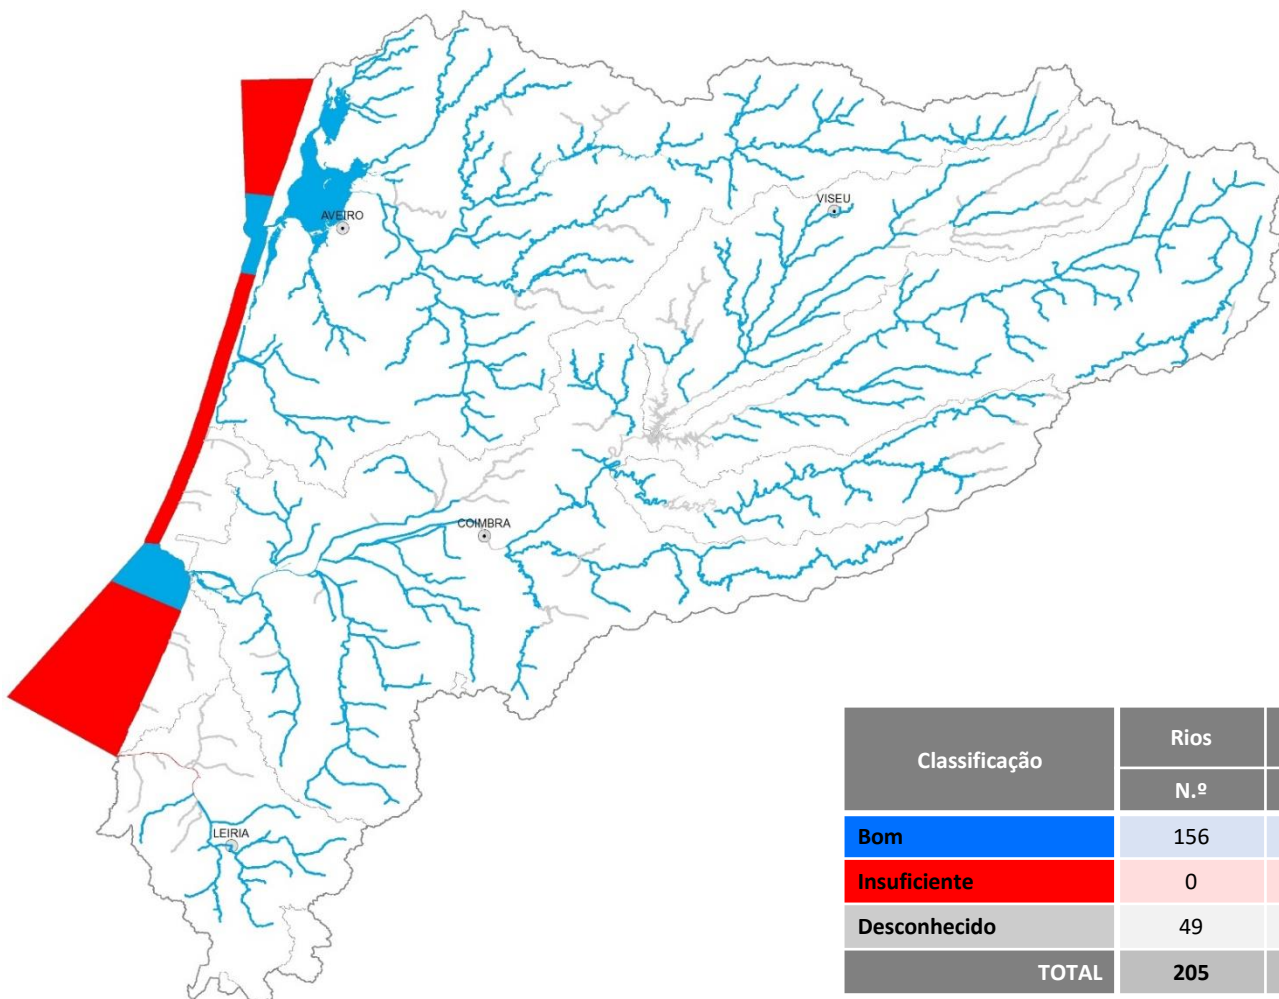 AVEIRO
VISEU
COIMBRA
LEIRIA
Classificação Rios
N.º
Bom 156
Insuficiente 0
Desconhecido 49
TOTAL 205